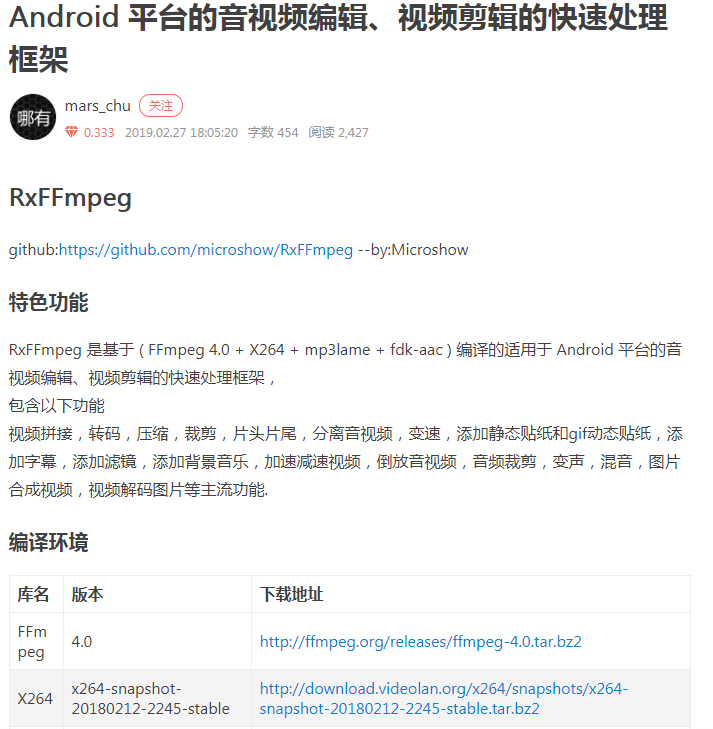 Android 平台的音视频编辑、视频剪辑的快速处理
框架
哪有
mars_chu 关注
0.333 2019.02.27 18:05:20 字数 454 阅读 2,427
RxFFmpeg
github:https://github.com/microshow/RxFFmpeg --by:Microshow
特色功能
RxFFmpeg 是基于 ( FFmpeg 4.0 + X264 + mp3lame + fdk-aac ) 编译的适用于 Android 平台的音
视频编辑、视频剪辑的快速处理框架，
包含以下功能
视频拼接，转码，压缩，裁剪，片头片尾，分离音视频，变速，添加静态贴纸和gif动态贴纸，添
加字幕，添加滤镜，添加背景音乐，加速减速视频，倒放音视频，音频裁剪，变声，混音，图片
合成视频，视频解码图片等主流功能.
编译环境
库名 版本 下载地址
FFm
peg
4.0 http://ffmpeg.org/releases/ffmpeg-4.0.tar.bz2
X264
x264-snapshot-
20180212-2245-stable
http://download.videolan.org/x264/snapshots/x264-
snapshot-20180212-2245-stable.tar.bz2